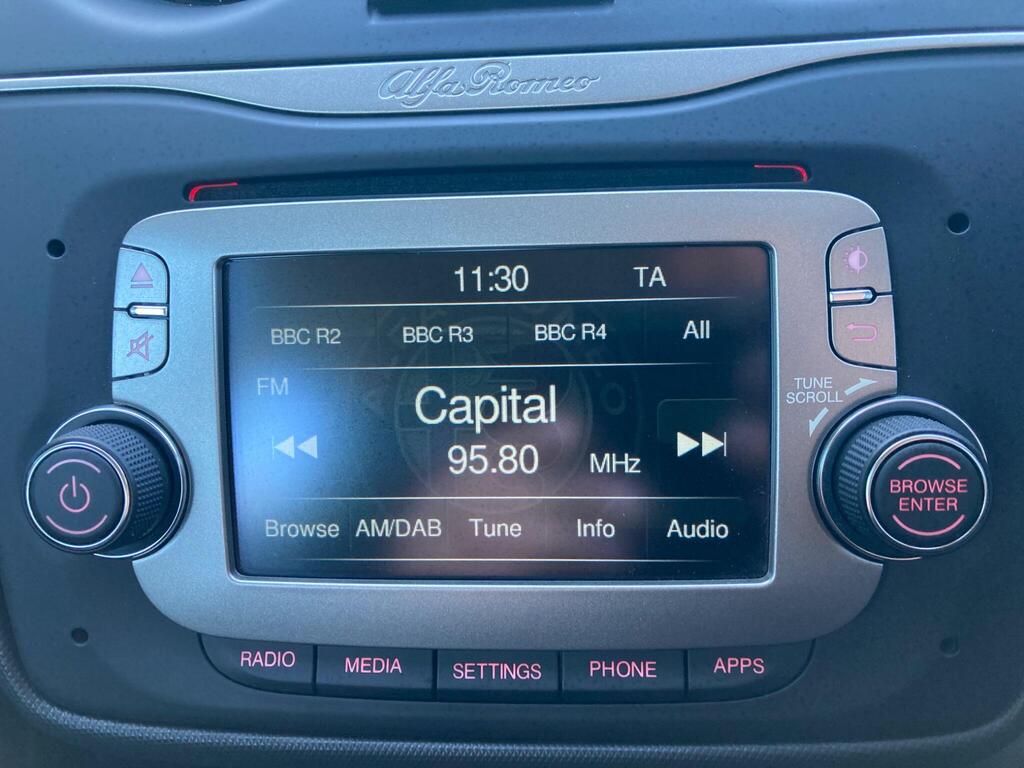 Alfa Romeo
11:30 TA
BBC R2 BBC R3 BBC R4 All
FM
Capital
95.80 MHz
Browse AM/DAB Tune Info Audio
TUNE
SCROLL
BROWSE
ENTER
RADIO MEDIA SETTINGS PHONE APPS